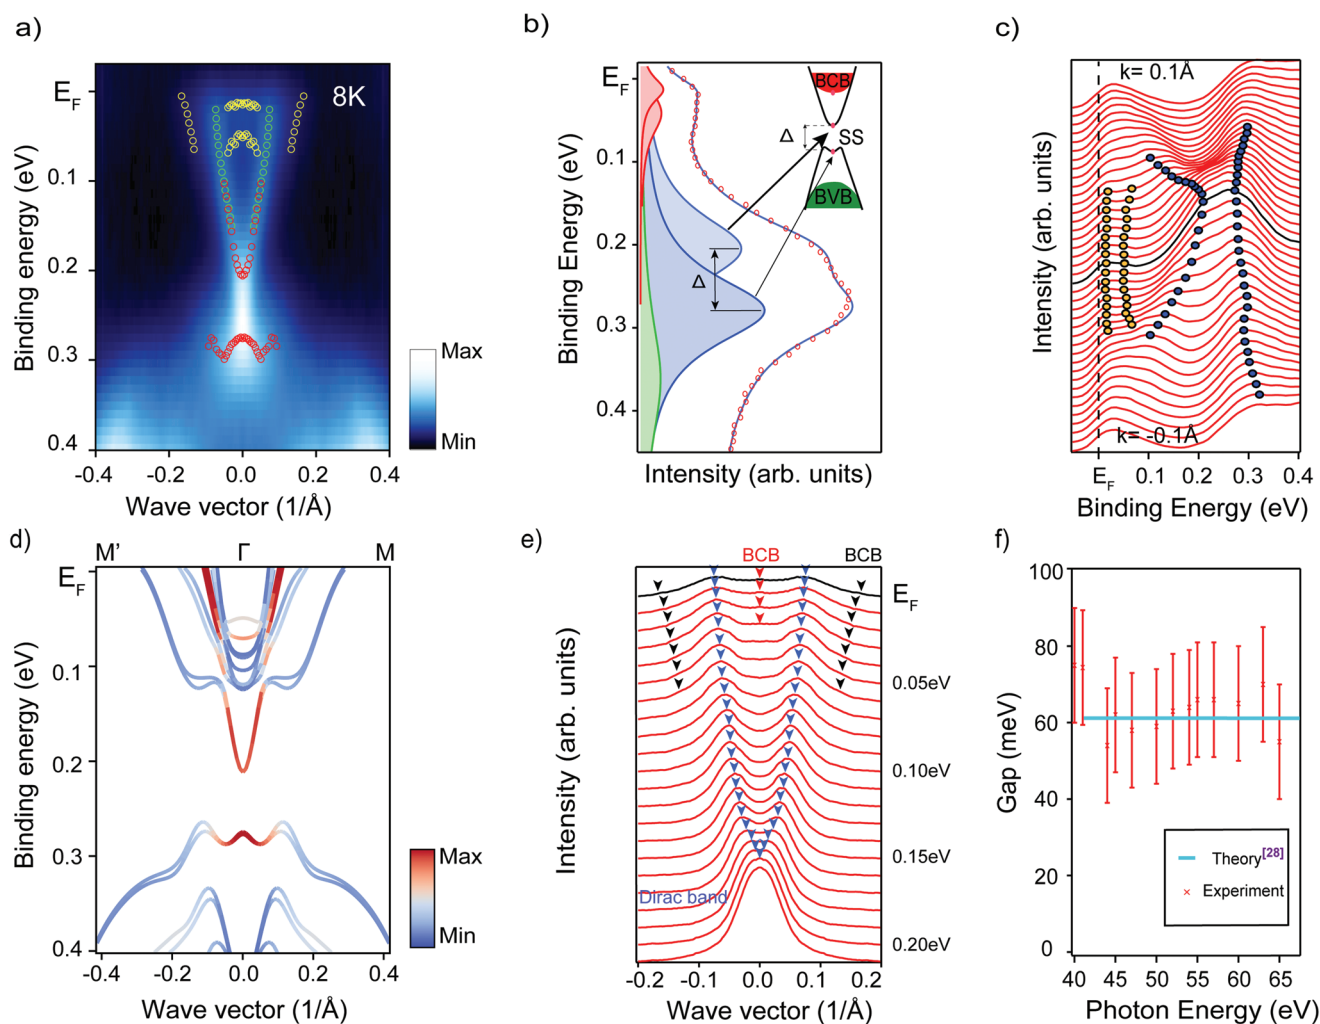 a)
8K
E_F
0.1
0.2
0.3
0.4
Binding energy (eV)
-0.4 -0.2 0.0 0.2 0.4
Wave vector (1/Å)
Max
Min
b)
E_F
0.1
0.2
0.3
0.4
Binding Energy (eV)
Intensity (arb. units)
BCB
Δ
SS
BVB
Δ
c)
k= 0.1Å
k= -0.1Å
Intensity (arb. units)
E_F 0.1 0.2 0.3 0.4
Binding Energy (eV)
d)
M' Γ M
E_F
0.1
0.2
0.3
0.4
Binding energy (eV)
-0.4 -0.2 0.0 0.2 0.4
Wave vector (1/Å)
Max
Min
e)
BCB BCB
E_F
0.05eV
0.10eV
0.15eV
0.20eV
Dirac band
Intensity (arb. units)
-0.2 -0.1 0.0 0.1 0.2
Wave vector (1/Å)
f)
100
80
60
40
20
0
Gap (meV)
Theory[28]
Experiment
40 45 50 55 60 65
Photon Energy (eV)